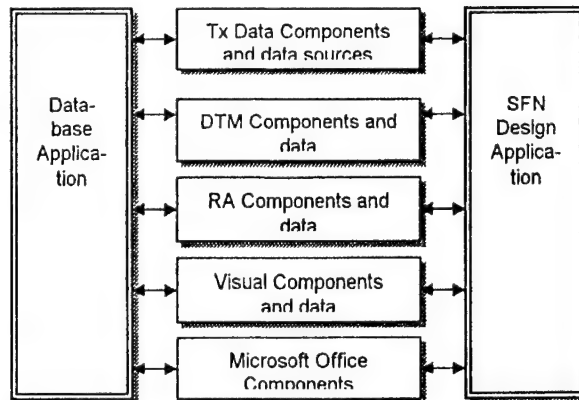 Data-
base
Applica-
tion
Tx Data Components
and data sources
DTM Components and
data
RA Components and
data
Visual Components
and data
Microsoft Office
Components
SFN
Design
Applica-
tion